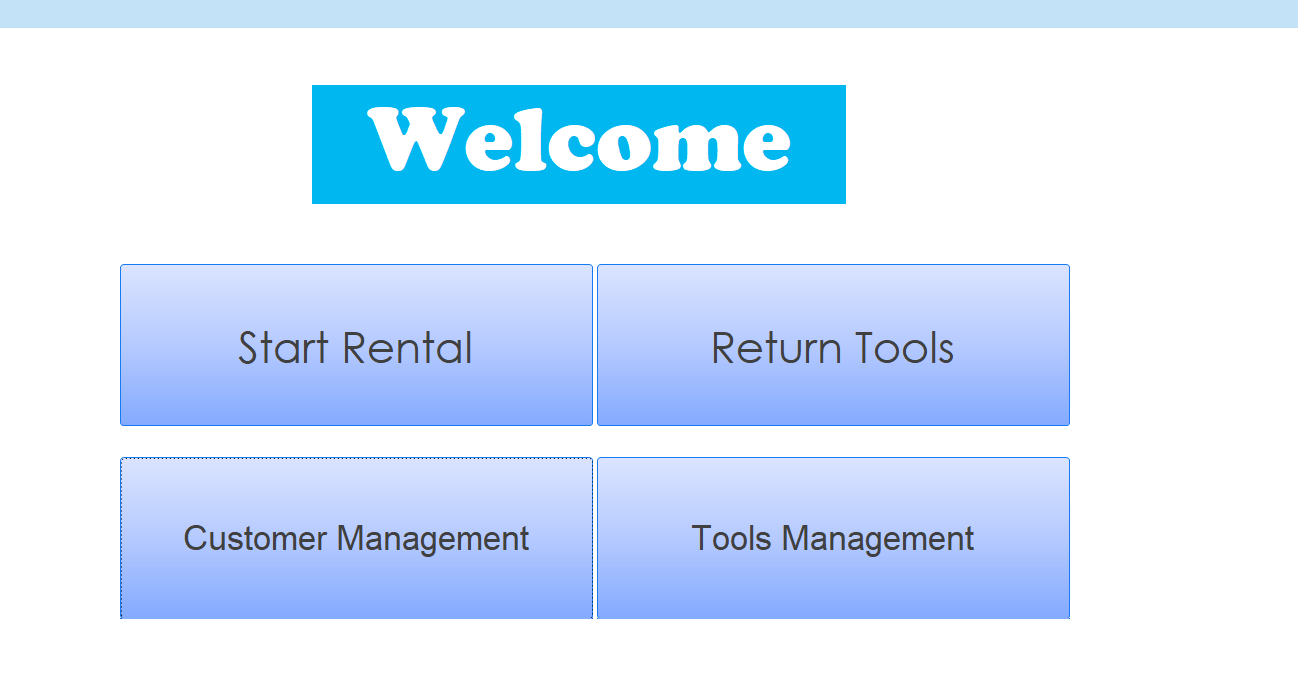 Welcome
Start Rental
Return Tools
Customer Management
Tools Management